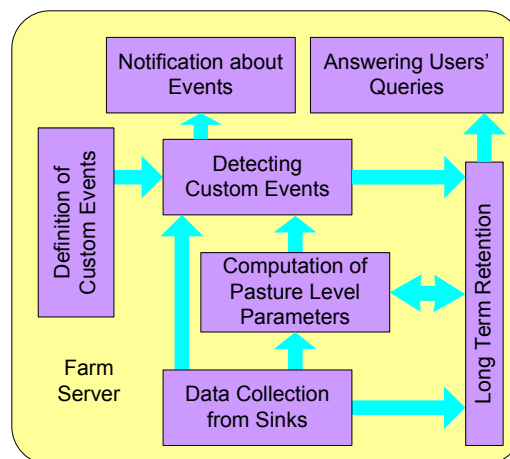 Notification about
Events
Answering Users'
Queries
Definition of
Custom Events
Detecting
Custom Events
Computation of
Pasture Level
Parameters
Long Term Retention
Farm
Server
Data Collection
from Sinks